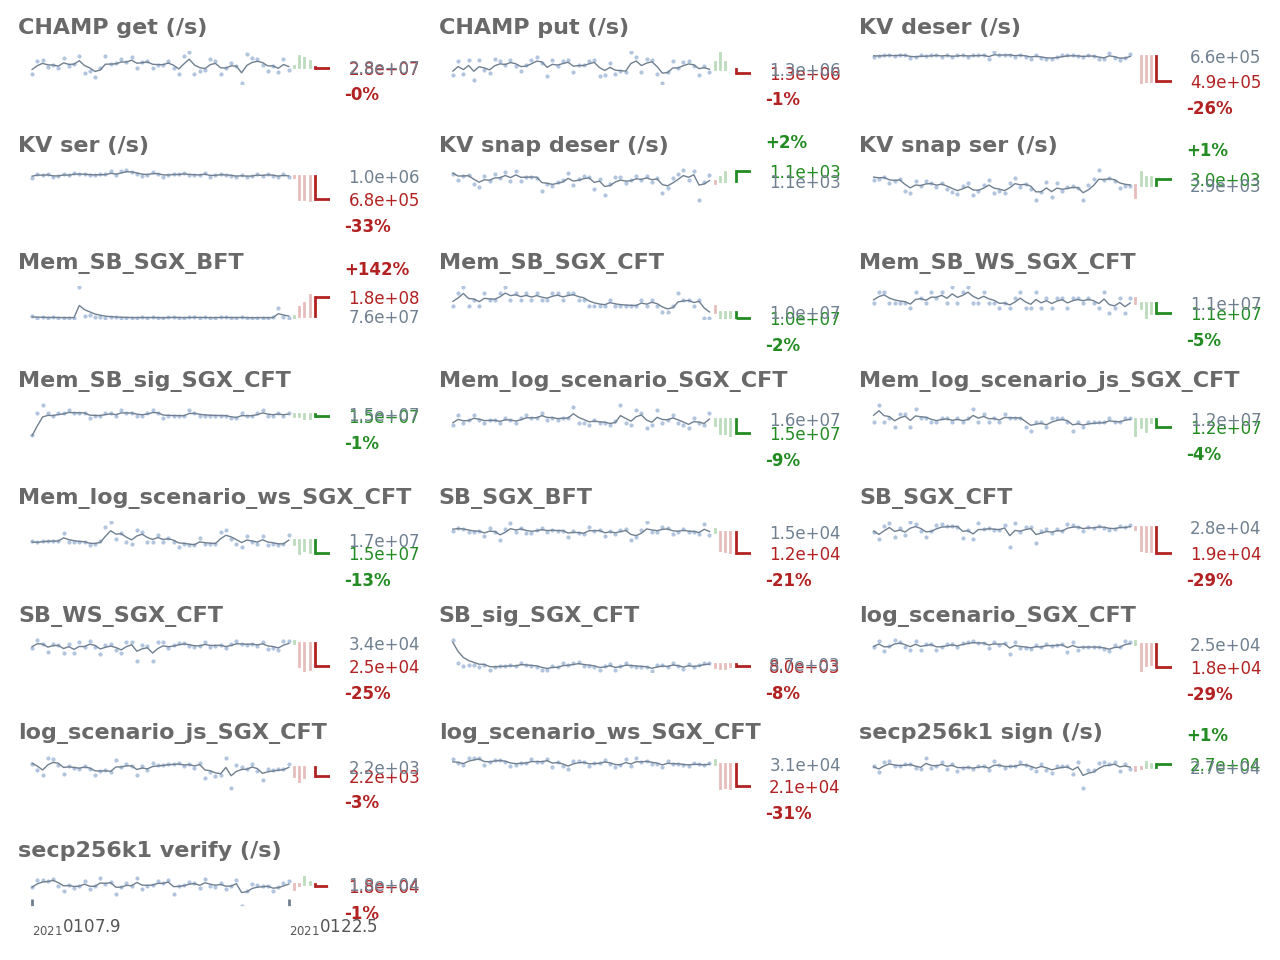 CHAMP get (/s)
2.8e+07
2.8e+07
-0%
CHAMP put (/s)
1.3e+06
1.3e+06
-1%
KV deser (/s)
6.6e+05
4.9e+05
-26%
KV ser (/s)
1.0e+06
6.8e+05
-33%
KV snap deser (/s)
+2%
1.1e+03
1.1e+03
KV snap ser (/s)
+1%
3.0e+03
2.9e+03
Mem_SB_SGX_BFT
+142%
1.8e+08
7.6e+07
Mem_SB_SGX_CFT
1.0e+07
1.0e+07
-2%
Mem_SB_WS_SGX_CFT
1.1e+07
1.1e+07
-5%
Mem_SB_sig_SGX_CFT
1.5e+07
1.5e+07
-1%
Mem_log_scenario_SGX_CFT
1.6e+07
1.5e+07
-9%
Mem_log_scenario_js_SGX_CFT
1.2e+07
1.2e+07
-4%
Mem_log_scenario_ws_SGX_CFT
1.7e+07
1.5e+07
-13%
SB_SGX_BFT
1.5e+04
1.2e+04
-21%
SB_SGX_CFT
2.8e+04
1.9e+04
-29%
SB_WS_SGX_CFT
3.4e+04
2.5e+04
-25%
SB_sig_SGX_CFT
8.7e+03
8.0e+03
-8%
log_scenario_SGX_CFT
2.5e+04
1.8e+04
-29%
log_scenario_js_SGX_CFT
2.2e+03
2.2e+03
-3%
log_scenario_ws_SGX_CFT
3.1e+04
2.1e+04
-31%
secp256k1 sign (/s)
+1%
2.7e+04
2.7e+04
secp256k1 verify (/s)
1.8e+04
1.8e+04
-1%
20210107.9
20210122.5